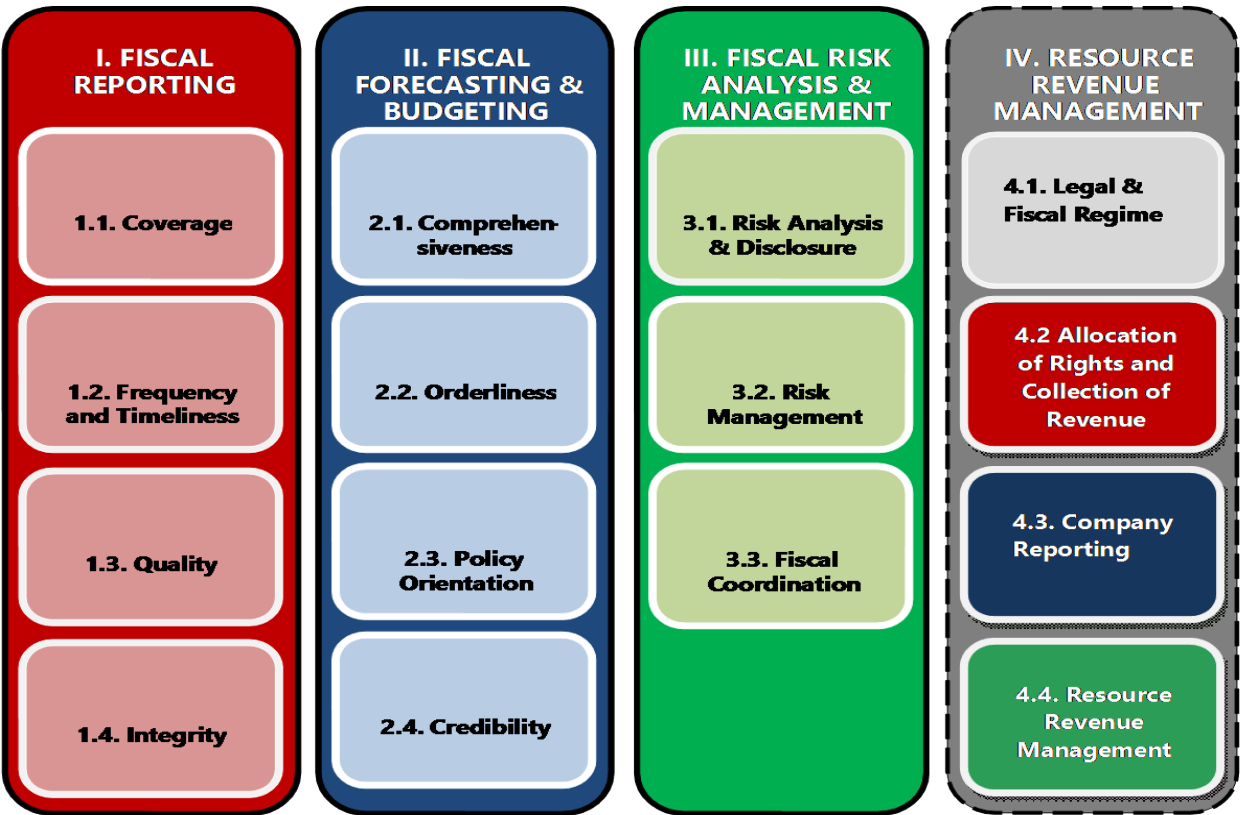 I. FISCAL
REPORTING
1.1. Coverage
1.2. Frequency
and Timeliness
1.3. Quality
1.4. Integrity
II. FISCAL
FORECASTING &
BUDGETING
2.1. Comprehen-
siveness
2.2. Orderliness
2.3. Policy
Orientation
2.4. Credibility
III. FISCAL RISK
ANALYSIS &
MANAGEMENT
3.1. Risk Analysis
& Disclosure
3.2. Risk
Management
3.3. Fiscal
Coordination
IV. RESOURCE
REVENUE
MANAGEMENT
4.1. Legal &
Fiscal Regime
4.2 Allocation
of Rights and
Collection of
Revenue
4.3. Company
Reporting
4.4. Resource
Revenue
Management